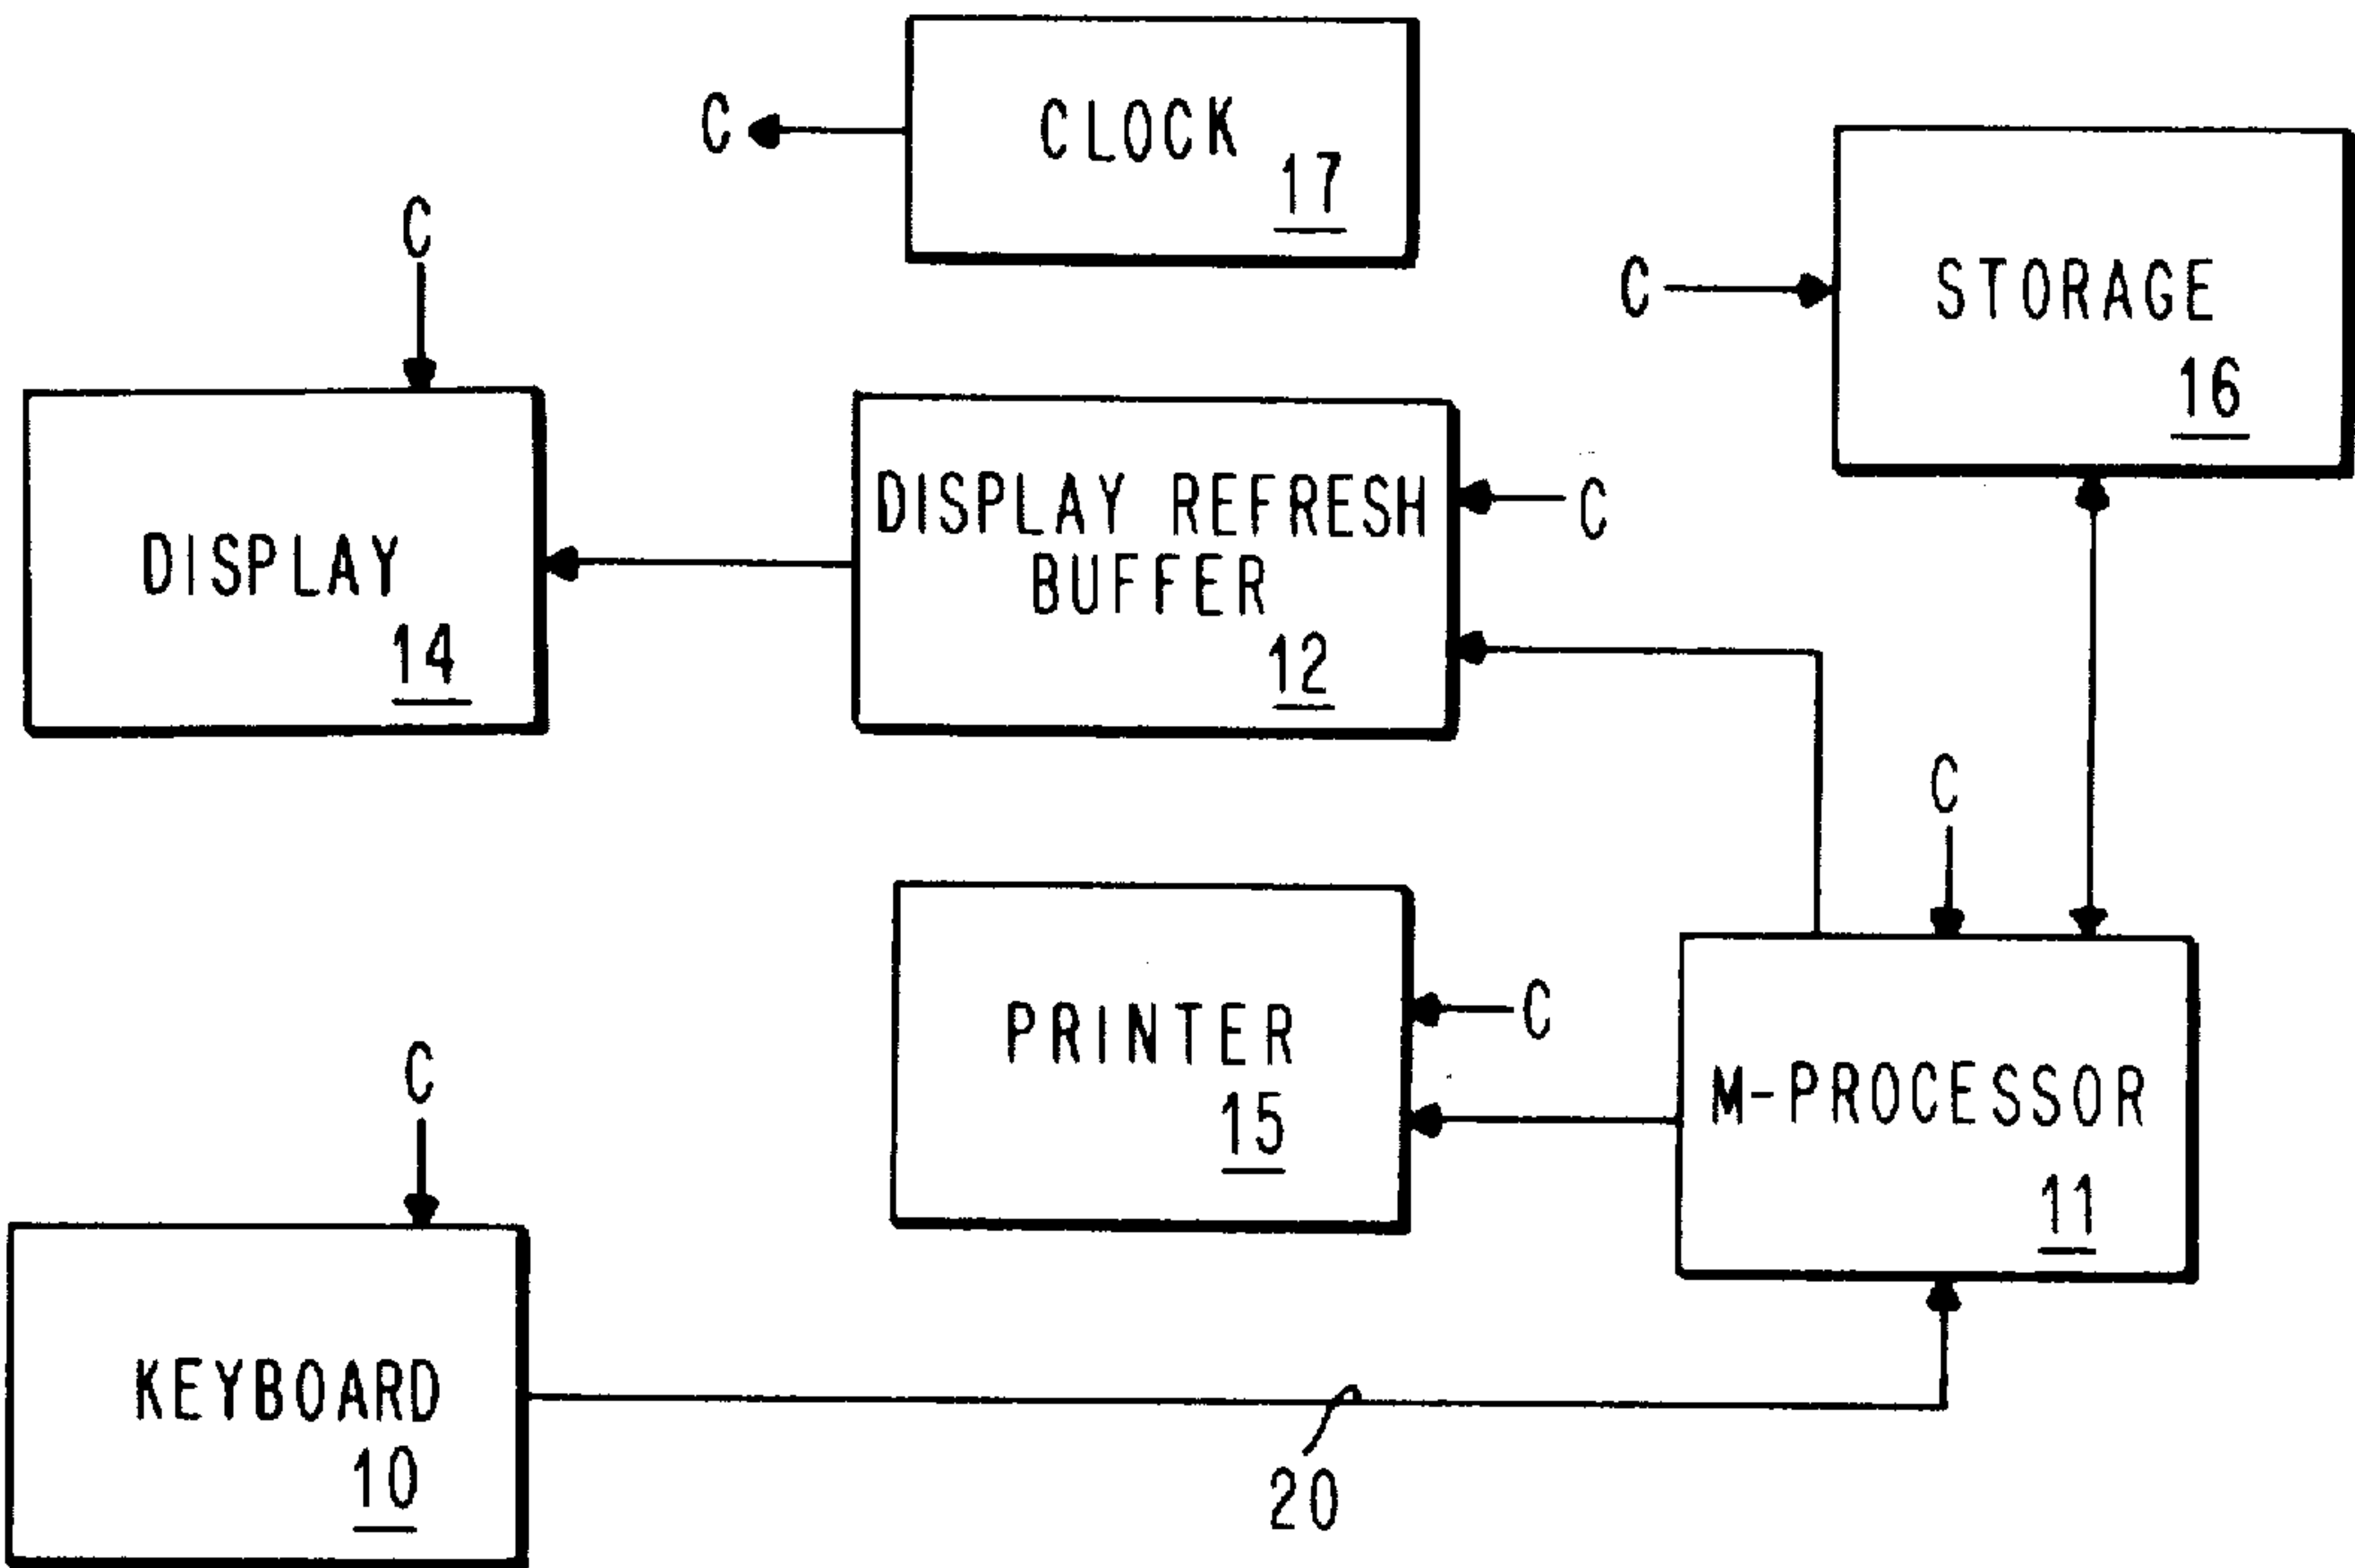 C
CLOCK
17
C
C
STORAGE
16
DISPLAY
14
DISPLAY REFRESH
BUFFER
12
C
C
PRINTER
15
C
M-PROCESSOR
11
C
KEYBOARD
10
20